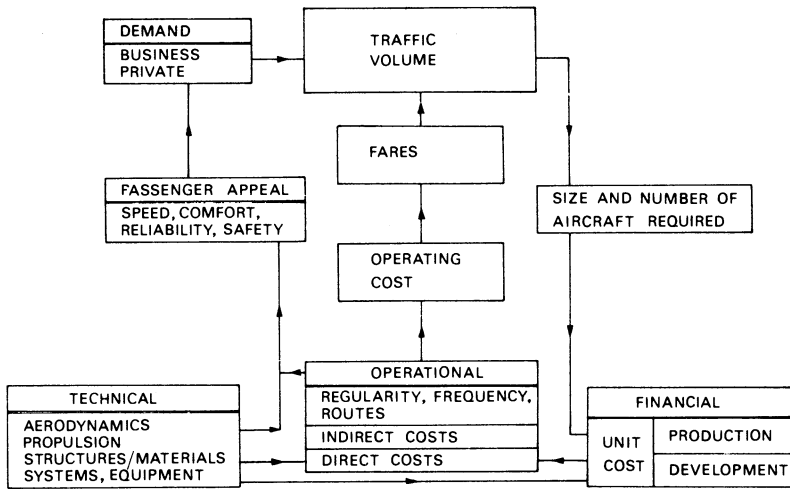 DEMAND
BUSINESS
PRIVATE
TRAFFIC
VOLUME
FARES
FASSENGER APPEAL
SPEED, COMFORT,
RELIABILITY, SAFETY
SIZE AND NUMBER OF
AIRCRAFT REQUIRED
OPERATING
COST
TECHNICAL
AERODYNAMICS
PROPULSION
STRUCTURES/MATERIALS
SYSTEMS, EQUIPMENT
OPERATIONAL
REGULARITY, FREQUENCY,
ROUTES
INDIRECT COSTS
DIRECT COSTS
FINANCIAL
UNIT
COST
PRODUCTION
DEVELOPMENT